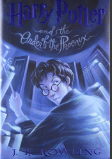 Harry Potter
and the
Order of the Phoenix
J. K. ROWLING